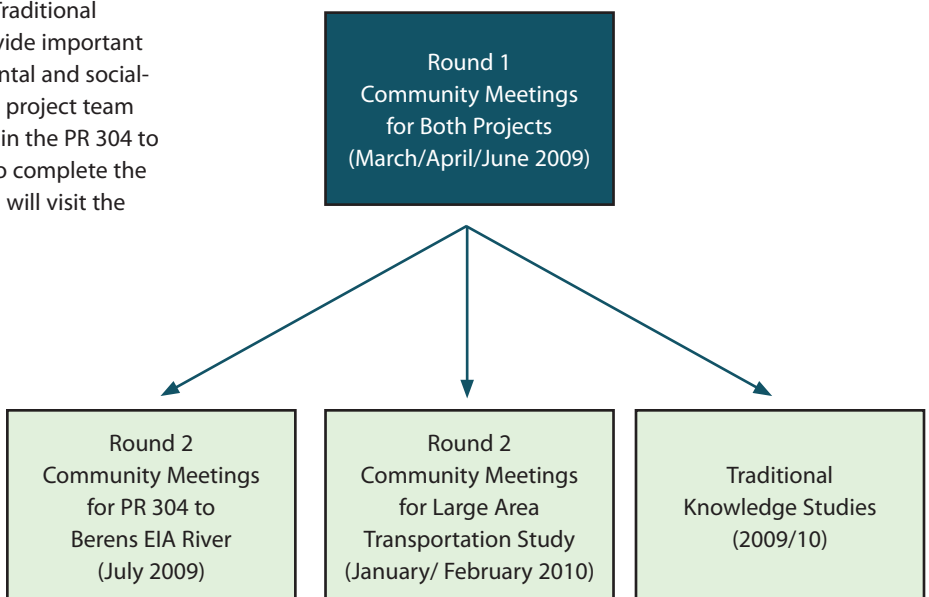 Traditional
vide important
ntal and social-
project team
in the PR 304 to
o complete the
will visit the
Round 1
Community Meetings
for Both Projects
(March/April/June 2009)
Round 2
Community Meetings
for PR 304 to
Berens EIA River
(July 2009)
Round 2
Community Meetings
for Large Area
Transportation Study
(January/ February 2010)
Traditional
Knowledge Studies
(2009/10)